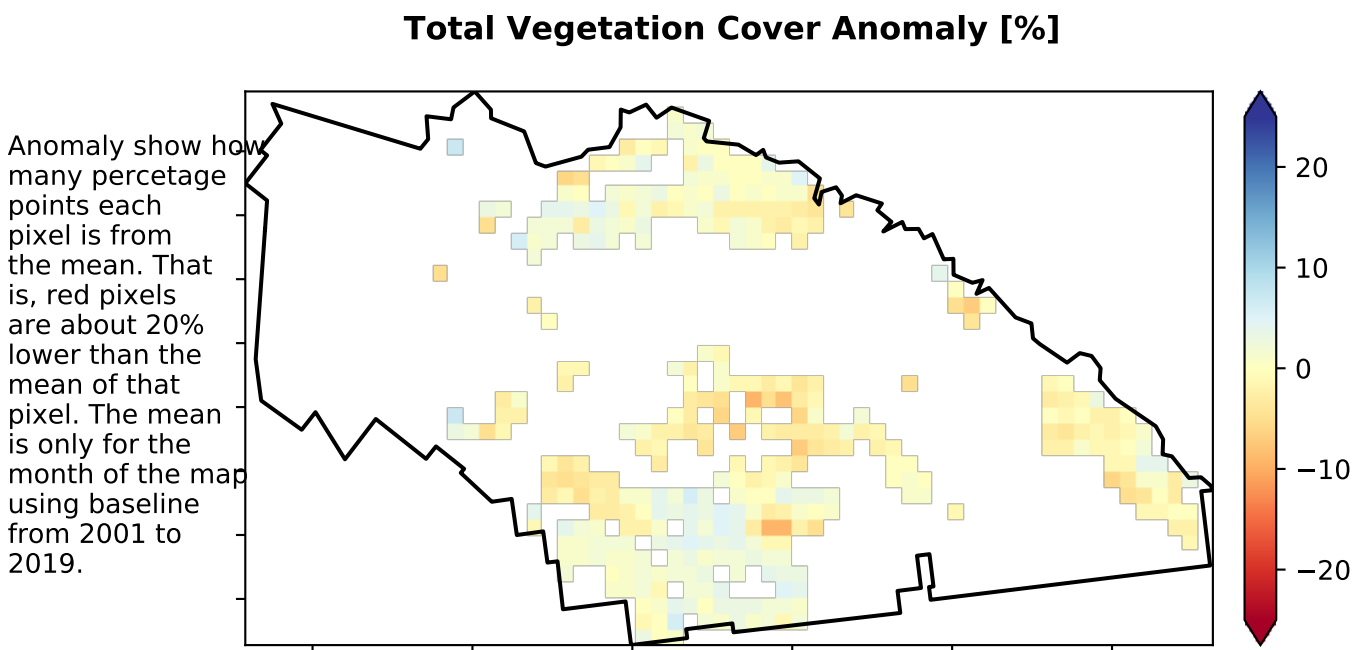 Total Vegetation Cover Anomaly [%]
Anomaly show how
many percetage
points each
pixel is from
the mean. That
is, red pixels
are about 20%
lower than the
mean of that
pixel. The mean
is only for the
month of the map
using baseline
from 2001 to
2019.
20
10
0
−10
−20